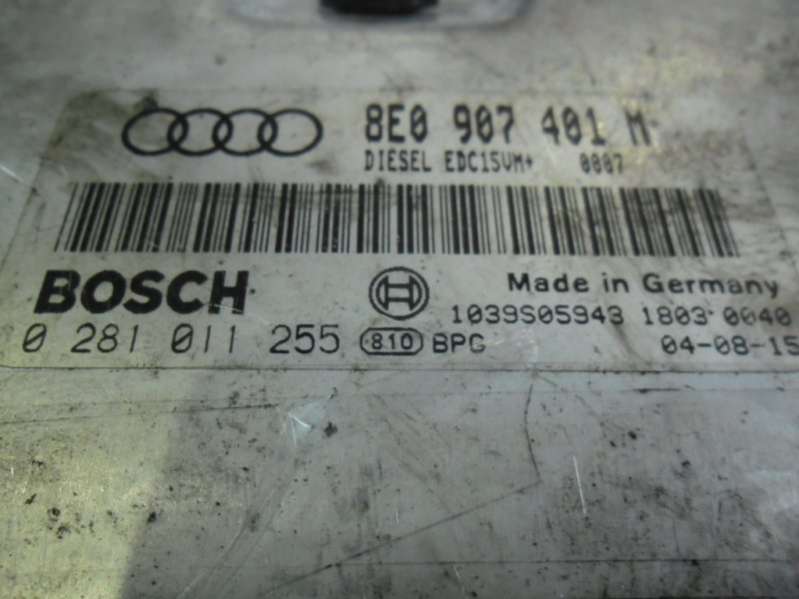 8E0 907 401 M
DIESEL EDC15VM+ 0007
BOSCH
Made in Germany
1039S05943 1803 0040
0 281 011 255 810 BPG 04-08-15